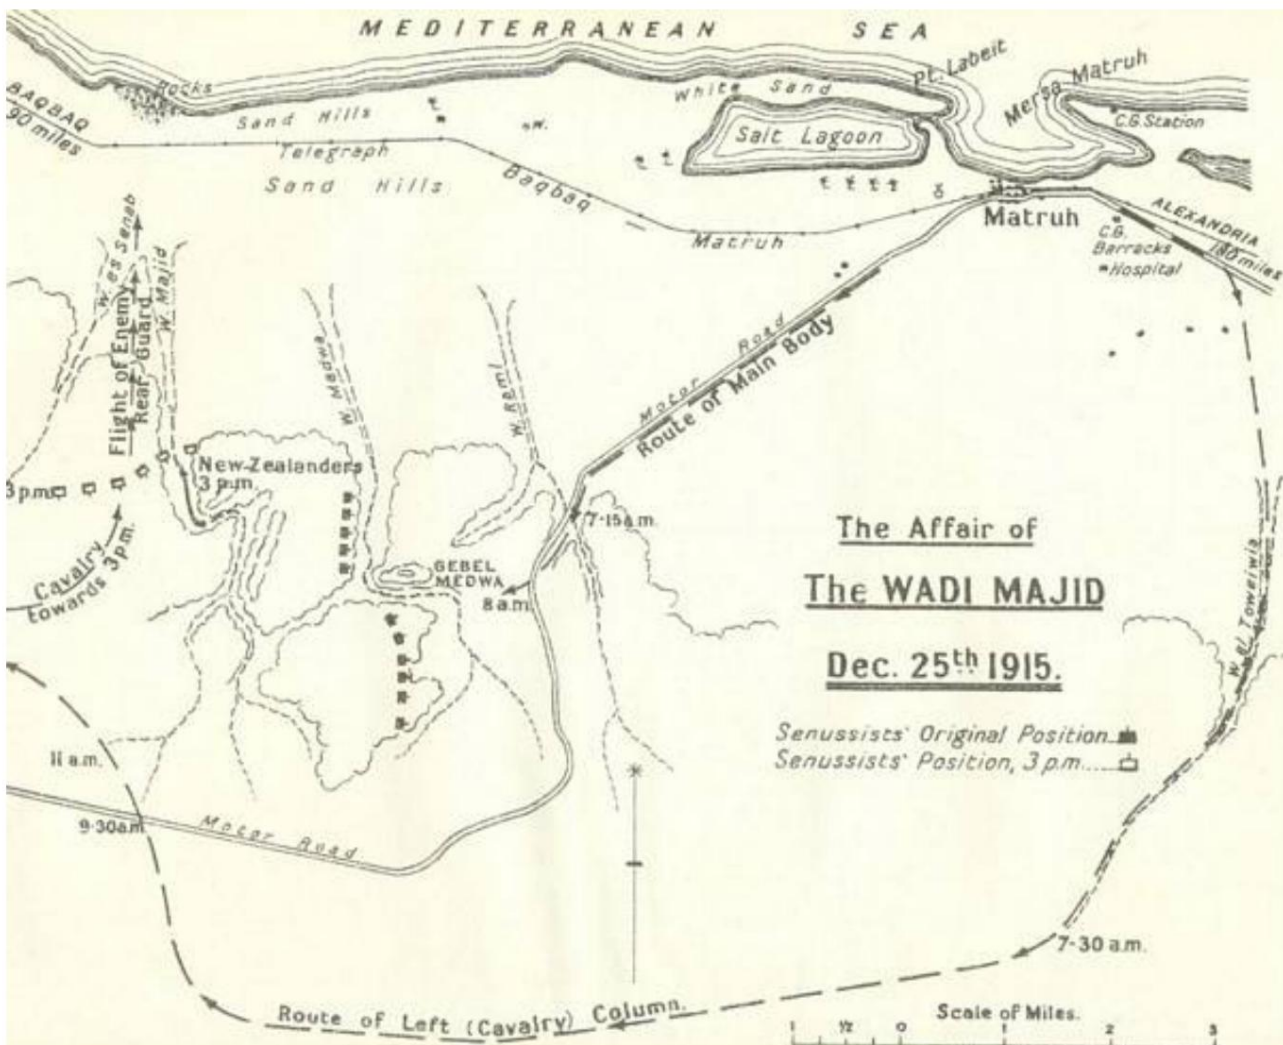 MEDITERRANEAN SEA
Pt. Labeit
Mersa Matruh
Rocks
White Sand
BAQBAQ
90 miles
Sand Hills
W.
Salt Lagoon
C.G. Station
Telegraph
Sand Hills
Baqbaq
Matruh
Matruh
ALEXANDRIA
180 miles
C.G.
Barracks
Hospital
W. es Senab
W. Majid
Flight of Enemy
Rear Guard
W. Medwa
W. Reml
Motor Road
Route of Main Body
New-Zealanders
3 p.m.
3 p.m.
7-15 a.m.
Cavalry
towards 3 p.m.
GEBEL
MEDWA
8 a.m.
The Affair of
The WADI MAJID
Dec. 25th 1915.
W. el Toweiwia
Senussists' Original Position
Senussists' Position, 3 p.m.
11 a.m.
9-30 a.m.
Motor Road
7-30 a.m.
Route of Left (Cavalry) Column.
Scale of Miles.
1 ½ 0 1 2 3